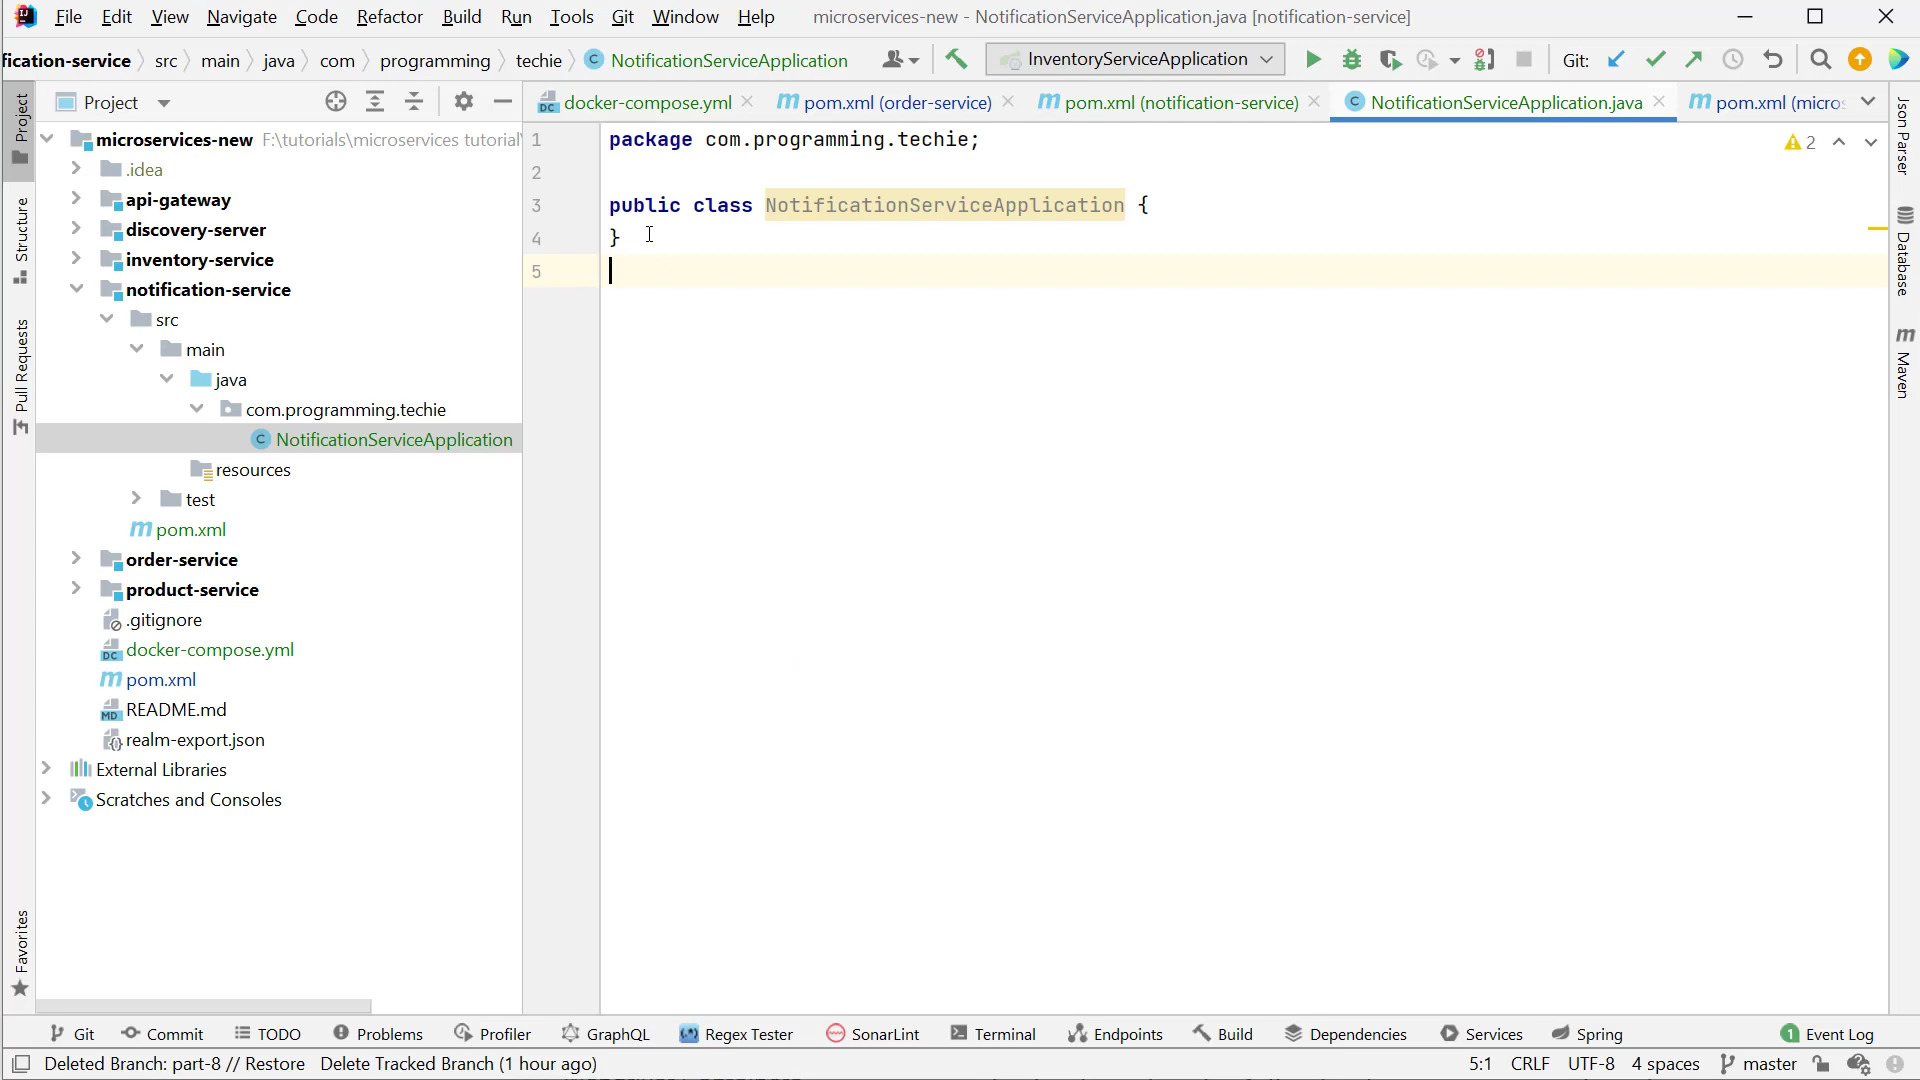 File Edit View Navigate Code Refactor Build Run Tools Git Window Help microservices-new - NotificationServiceApplication.java [notification-service]
fication-service src main java com programming techie NotificationServiceApplication InventoryServiceApplication Git:
Project docker-compose.yml pom.xml (order-service) pom.xml (notification-service) NotificationServiceApplication.java pom.xml (micros
microservices-new F:\tutorials\microservices tutorial
.idea
api-gateway
discovery-server
inventory-service
notification-service
src
main
java
com.programming.techie
NotificationServiceApplication
resources
test
pom.xml
order-service
product-service
.gitignore
docker-compose.yml
pom.xml
README.md
realm-export.json
External Libraries
Scratches and Consoles
1 package com.programming.techie;
2
3 public class NotificationServiceApplication {
4 }
5
2
Project
Structure
Pull Requests
Favorites
Json Parser
Database
Maven
Git Commit TODO Problems Profiler GraphQL Regex Tester SonarLint Terminal Endpoints Build Dependencies Services Spring 1 Event Log
Deleted Branch: part-8 // Restore Delete Tracked Branch (1 hour ago) 5:1 CRLF UTF-8 4 spaces master